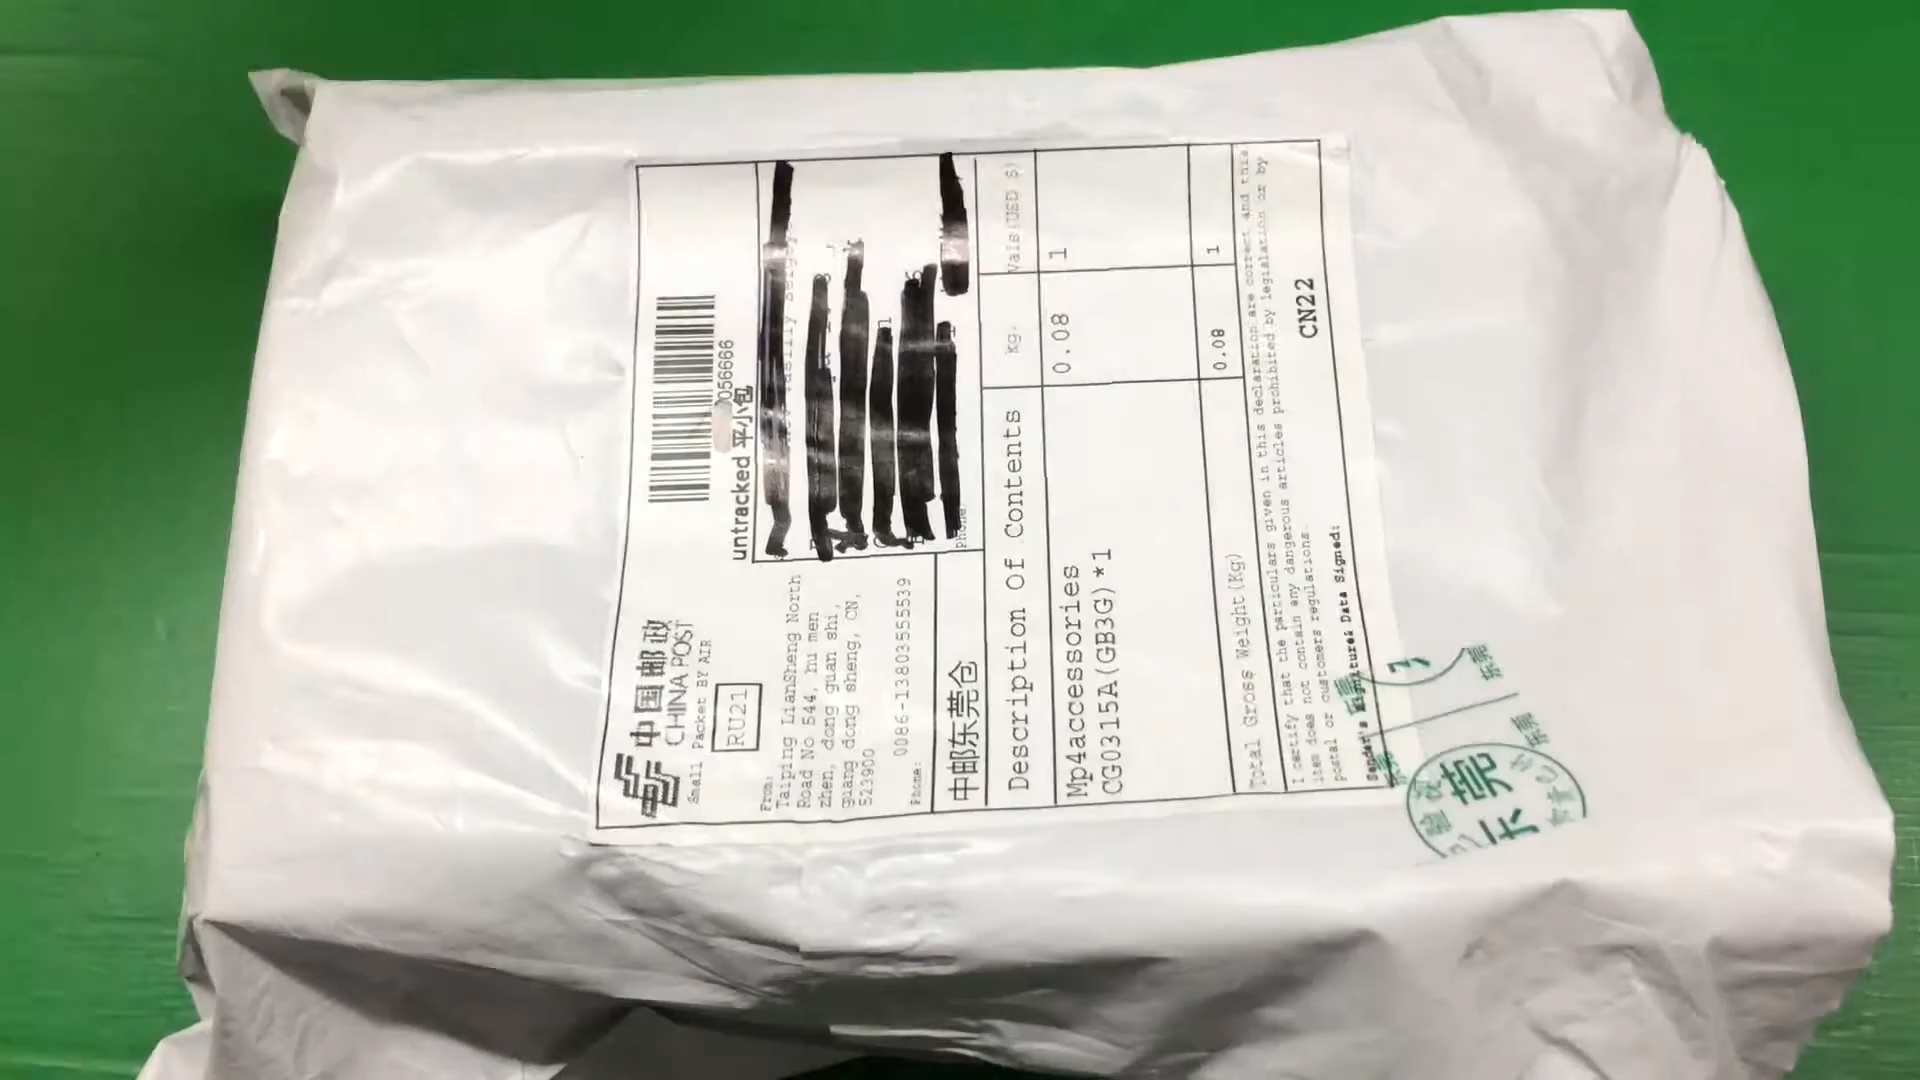 中国邮政
CHINA POST
Small Packet BY AIR
RU21
056666
untracked 平小包
From:
Taiping LianSheng North
Road No 544, hu men
zhen, dong guan shi,
guang dong sheng, CN,
523900
Phone: 0086-13803555539
Phone:
中邮东莞仓
Description Of Contents Kg. Vals(USD $)
Mp4accessories 0.08 1
CG0315A(GB3G)*1
Total Gross Weight(Kg) 0.08 1
I certify that the particulars given in this declaration are correct and this
item does not contain any dangerous articles prohibited by legislation or by
postal or customers regulations.
Sender's signature& Data Signed: CN22
东莞